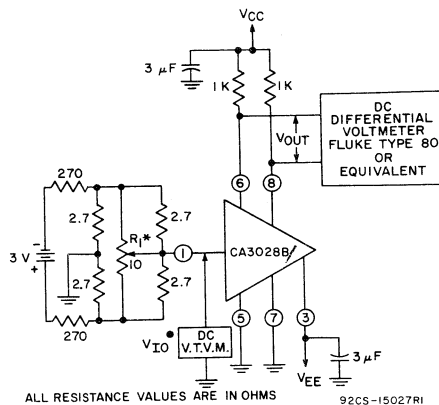 VCC
3 μF
1 K
1 K
DC
DIFFERENTIAL
VOLTMETER
FLUKE TYPE 80
OR
EQUIVALENT
VOUT
6
8
270
2.7
R1*
10
2.7
1
CA3028B
3 V
-
+
2.7
2.7
270
VIO
DC
V.T.V.M.
5
7
3
VEE
3 μF
ALL RESISTANCE VALUES ARE IN OHMS
92CS-15027R1